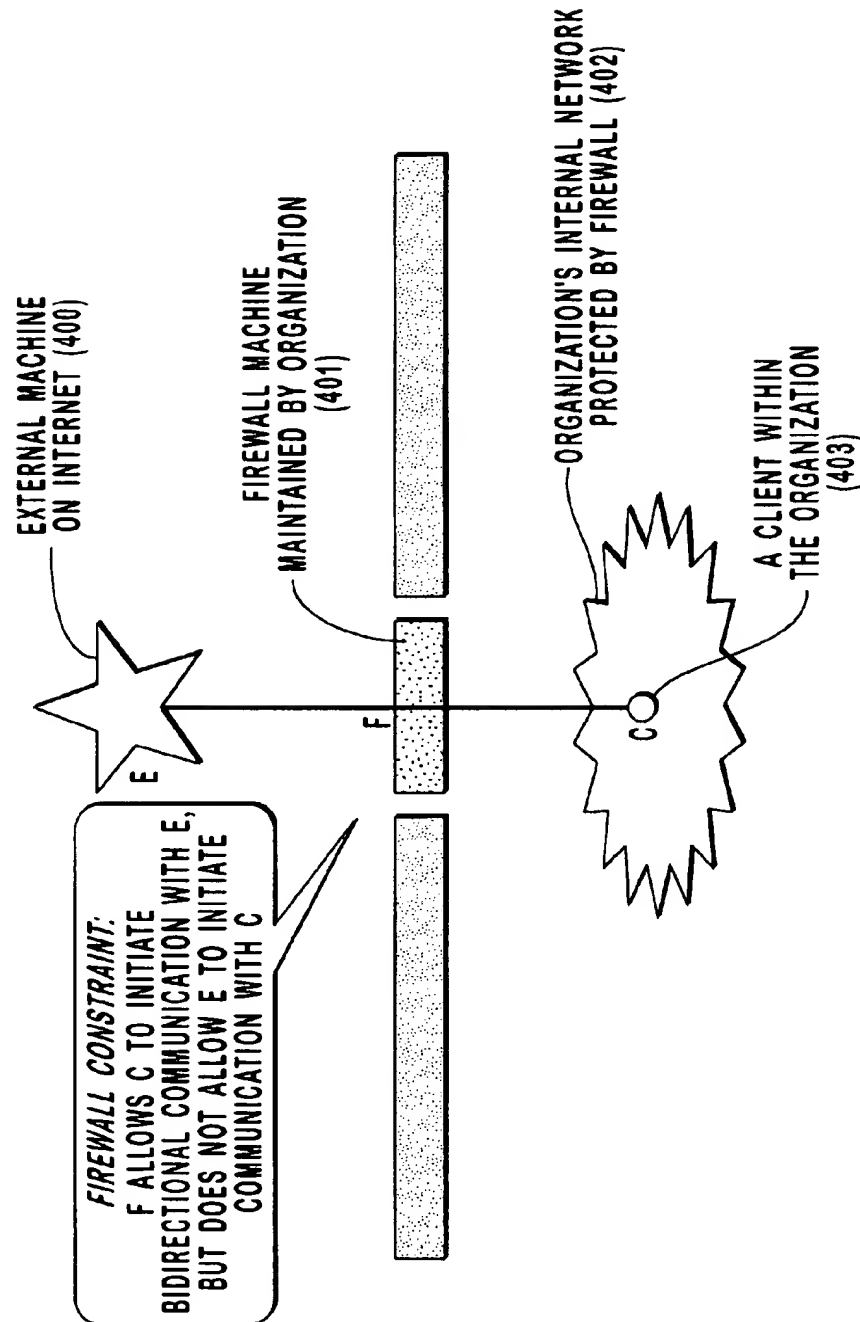 FIREWALL CONSTRAINT:
F ALLOWS C TO INITIATE
BIDIRECTIONAL COMMUNICATION WITH E,
BUT DOES NOT ALLOW E TO INITIATE
COMMUNICATION WITH C
E
EXTERNAL MACHINE
ON INTERNET (400)
F
FIREWALL MACHINE
MAINTAINED BY ORGANIZATION
(401)
C
ORGANIZATION'S INTERNAL NETWORK
PROTECTED BY FIREWALL (402)
A CLIENT WITHIN
THE ORGANIZATION
(403)